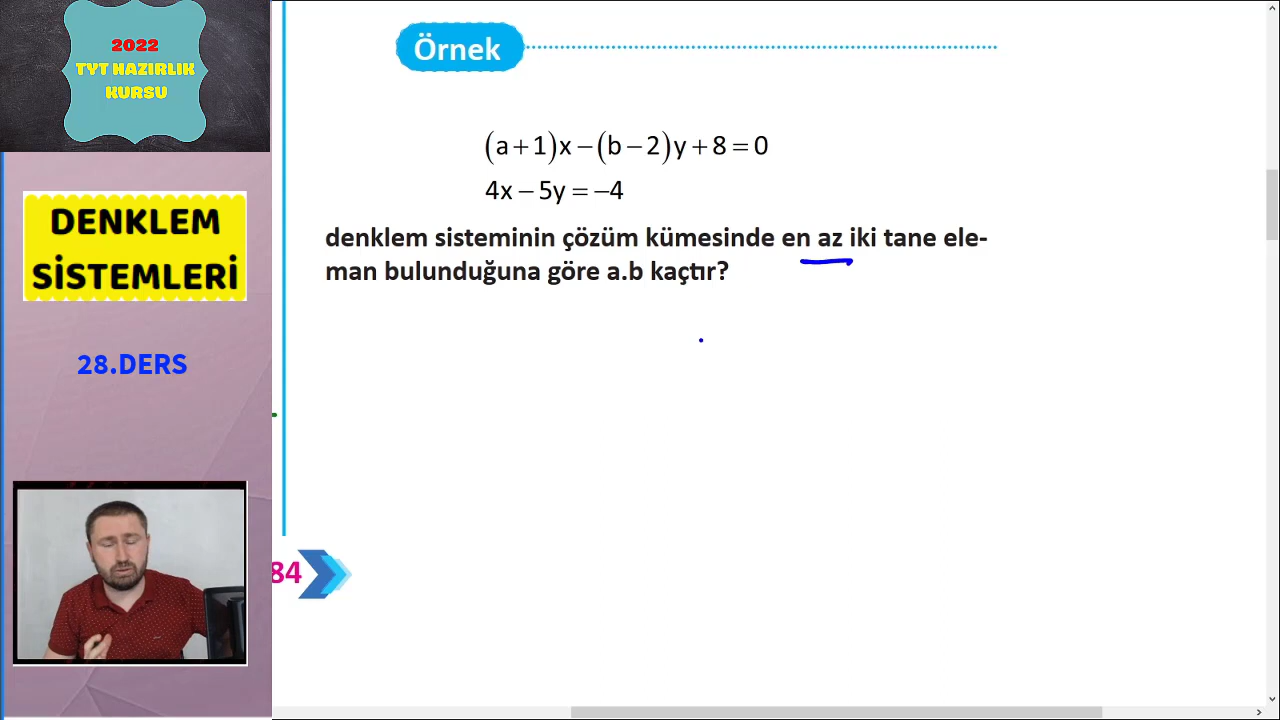 2022
TYT HAZIRLIK
KURSU
DENKLEM
SİSTEMLERİ
28.DERS
Örnek
(a+1)x−(b−2)y+8=0
4x−5y=−4
denklem sisteminin çözüm kümesinde en az iki tane ele-
man bulunduğuna göre a.b kaçtır?
84